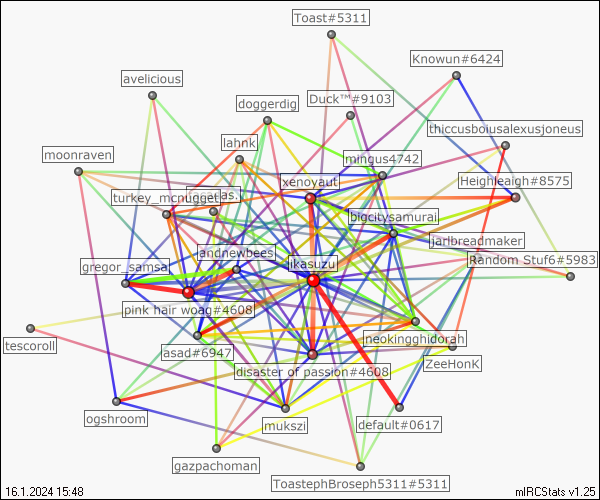 Toast#5311
Knowun#6424
avelicious
Duck™#9103
doggerdig
thiccusboiusalexusjoneus
lahnk
mingus4742
moonraven
xenoyaut
Heighleaigh#8575
turkey_mcnugget
as.
bigcitysamurai
jarlbreadmaker
andnewbees
Random Stuf6#5983
gregor_samsa
ikasuzu
pink hair woag#4608
neokingghidorah
tescoroll
asad#6947
ZeeHonK
disaster of passion#4608
ogshroom
mukszi
default#0617
gazpachoman
ToastephBroseph5311#5311
16.1.2024 15:48
mIRCStats v1.25